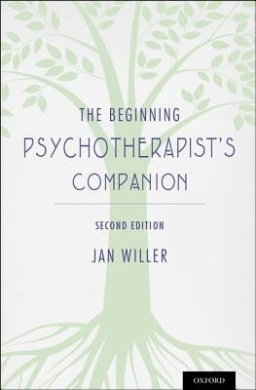 THE BEGINNING
PSYCHOTHERAPIST'S
COMPANION
SECOND EDITION
JAN WILLER
OXFORD